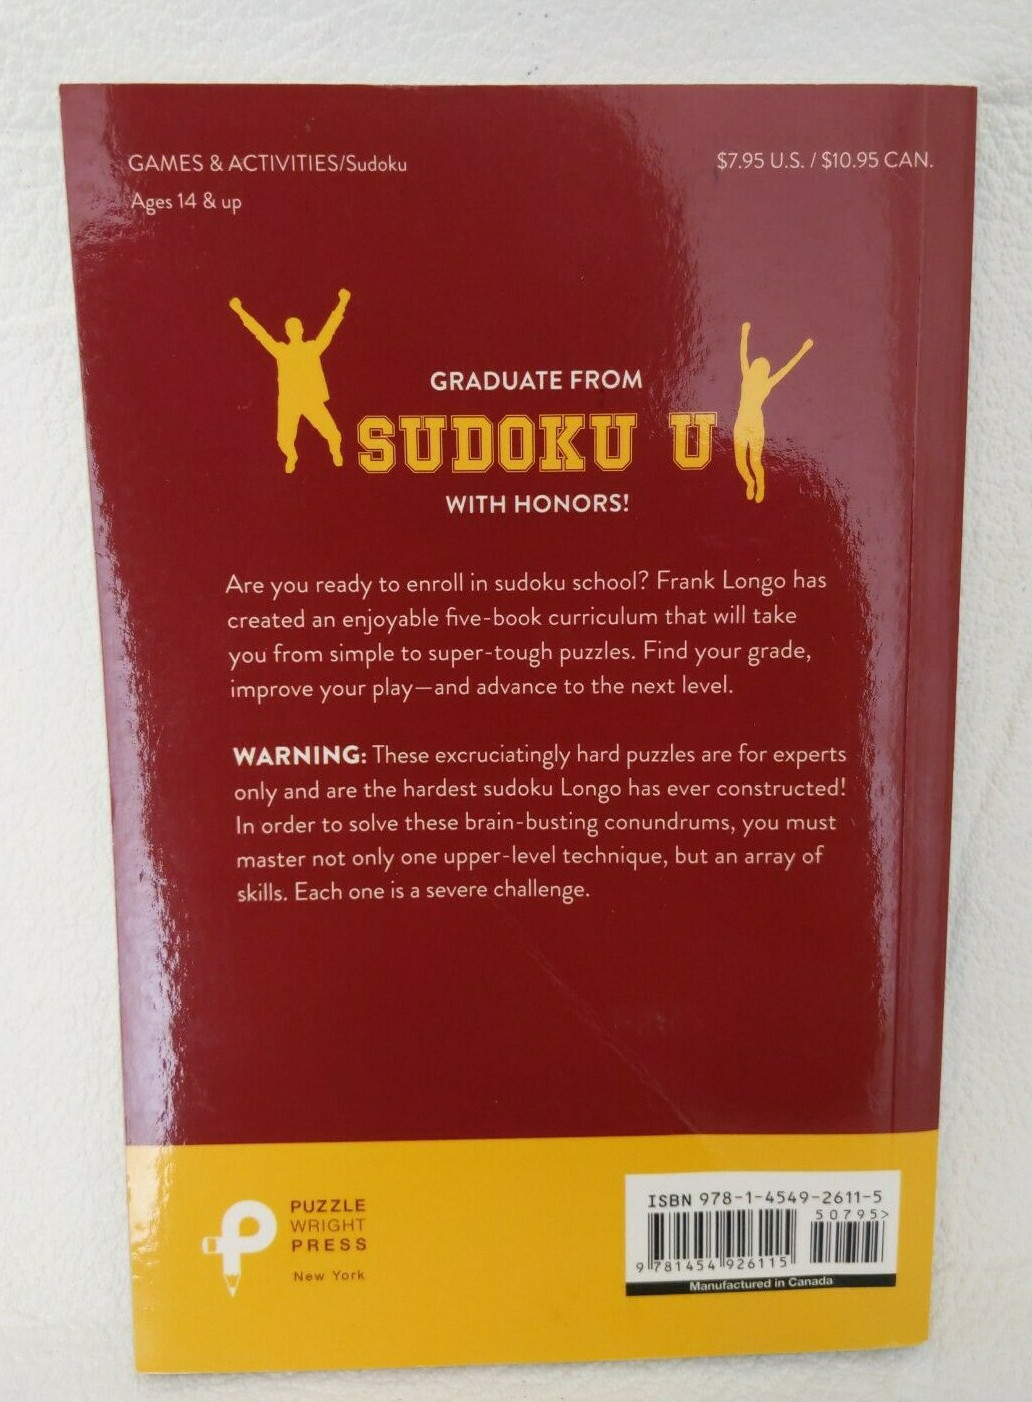 GAMES & ACTIVITIES/Sudoku
$7.95 U.S. / $10.95 CAN.
Ages 14 & up
GRADUATE FROM
SUDOKU U
WITH HONORS!
Are you ready to enroll in sudoku school? Frank Longo has
created an enjoyable five-book curriculum that will take
you from simple to super-tough puzzles. Find your grade,
improve your play—and advance to the next level.
WARNING: These excruciatingly hard puzzles are for experts
only and are the hardest sudoku Longo has ever constructed!
In order to solve these brain-busting conundrums, you must
master not only one upper-level technique, but an array of
skills. Each one is a severe challenge.
PUZZLE
WRIGHT
PRESS
New York
ISBN 978-1-4549-2611-5
50795>
9 781454 926115
Manufactured in Canada